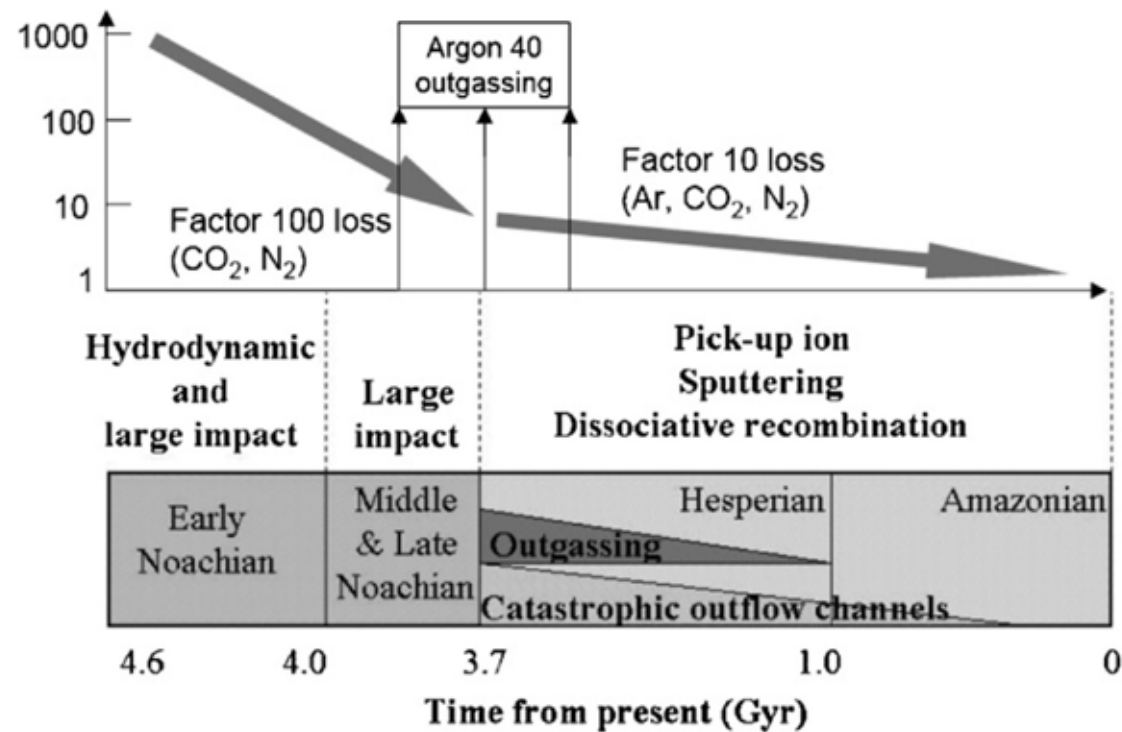 1000
100
10
1
Argon 40
outgassing
Factor 100 loss
(CO₂, N₂)
Factor 10 loss
(Ar, CO₂, N₂)
Hydrodynamic
and
large impact
Large
impact
Pick-up ion
Sputtering
Dissociative recombination
Early
Noachian
Middle
& Late
Noachian
Hesperian
Amazonian
Outgassing
Catastrophic outflow channels
4.6 4.0 3.7 1.0 0
Time from present (Gyr)